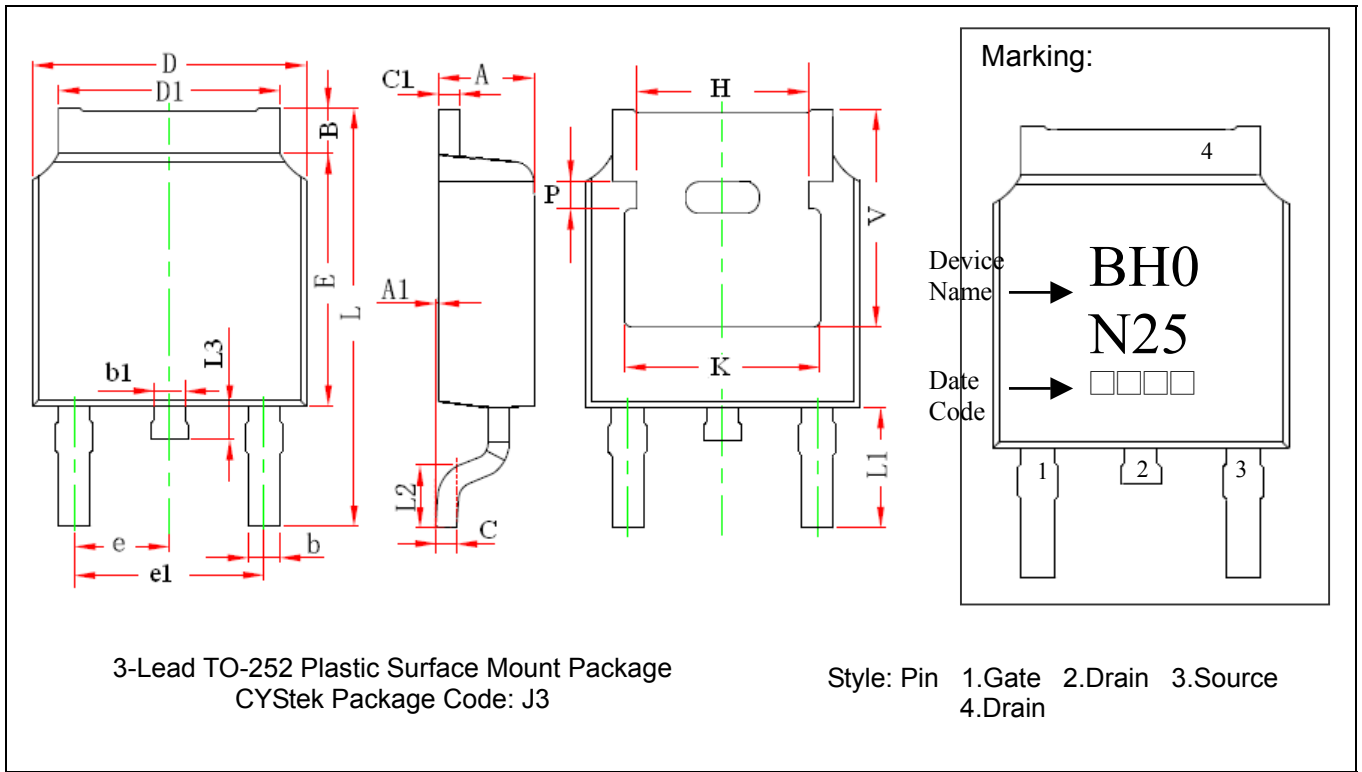 D
D1
B
E
L
L3
b1
e
e1
b
C1
A
A1
L2
C
H
P
V
K
L1
Marking:
4
Device
Name
BH0
N25
Date
Code
□□□□
1
2
3
3-Lead TO-252 Plastic Surface Mount Package
CYStek Package Code: J3
Style: Pin 1.Gate 2.Drain 3.Source
4.Drain